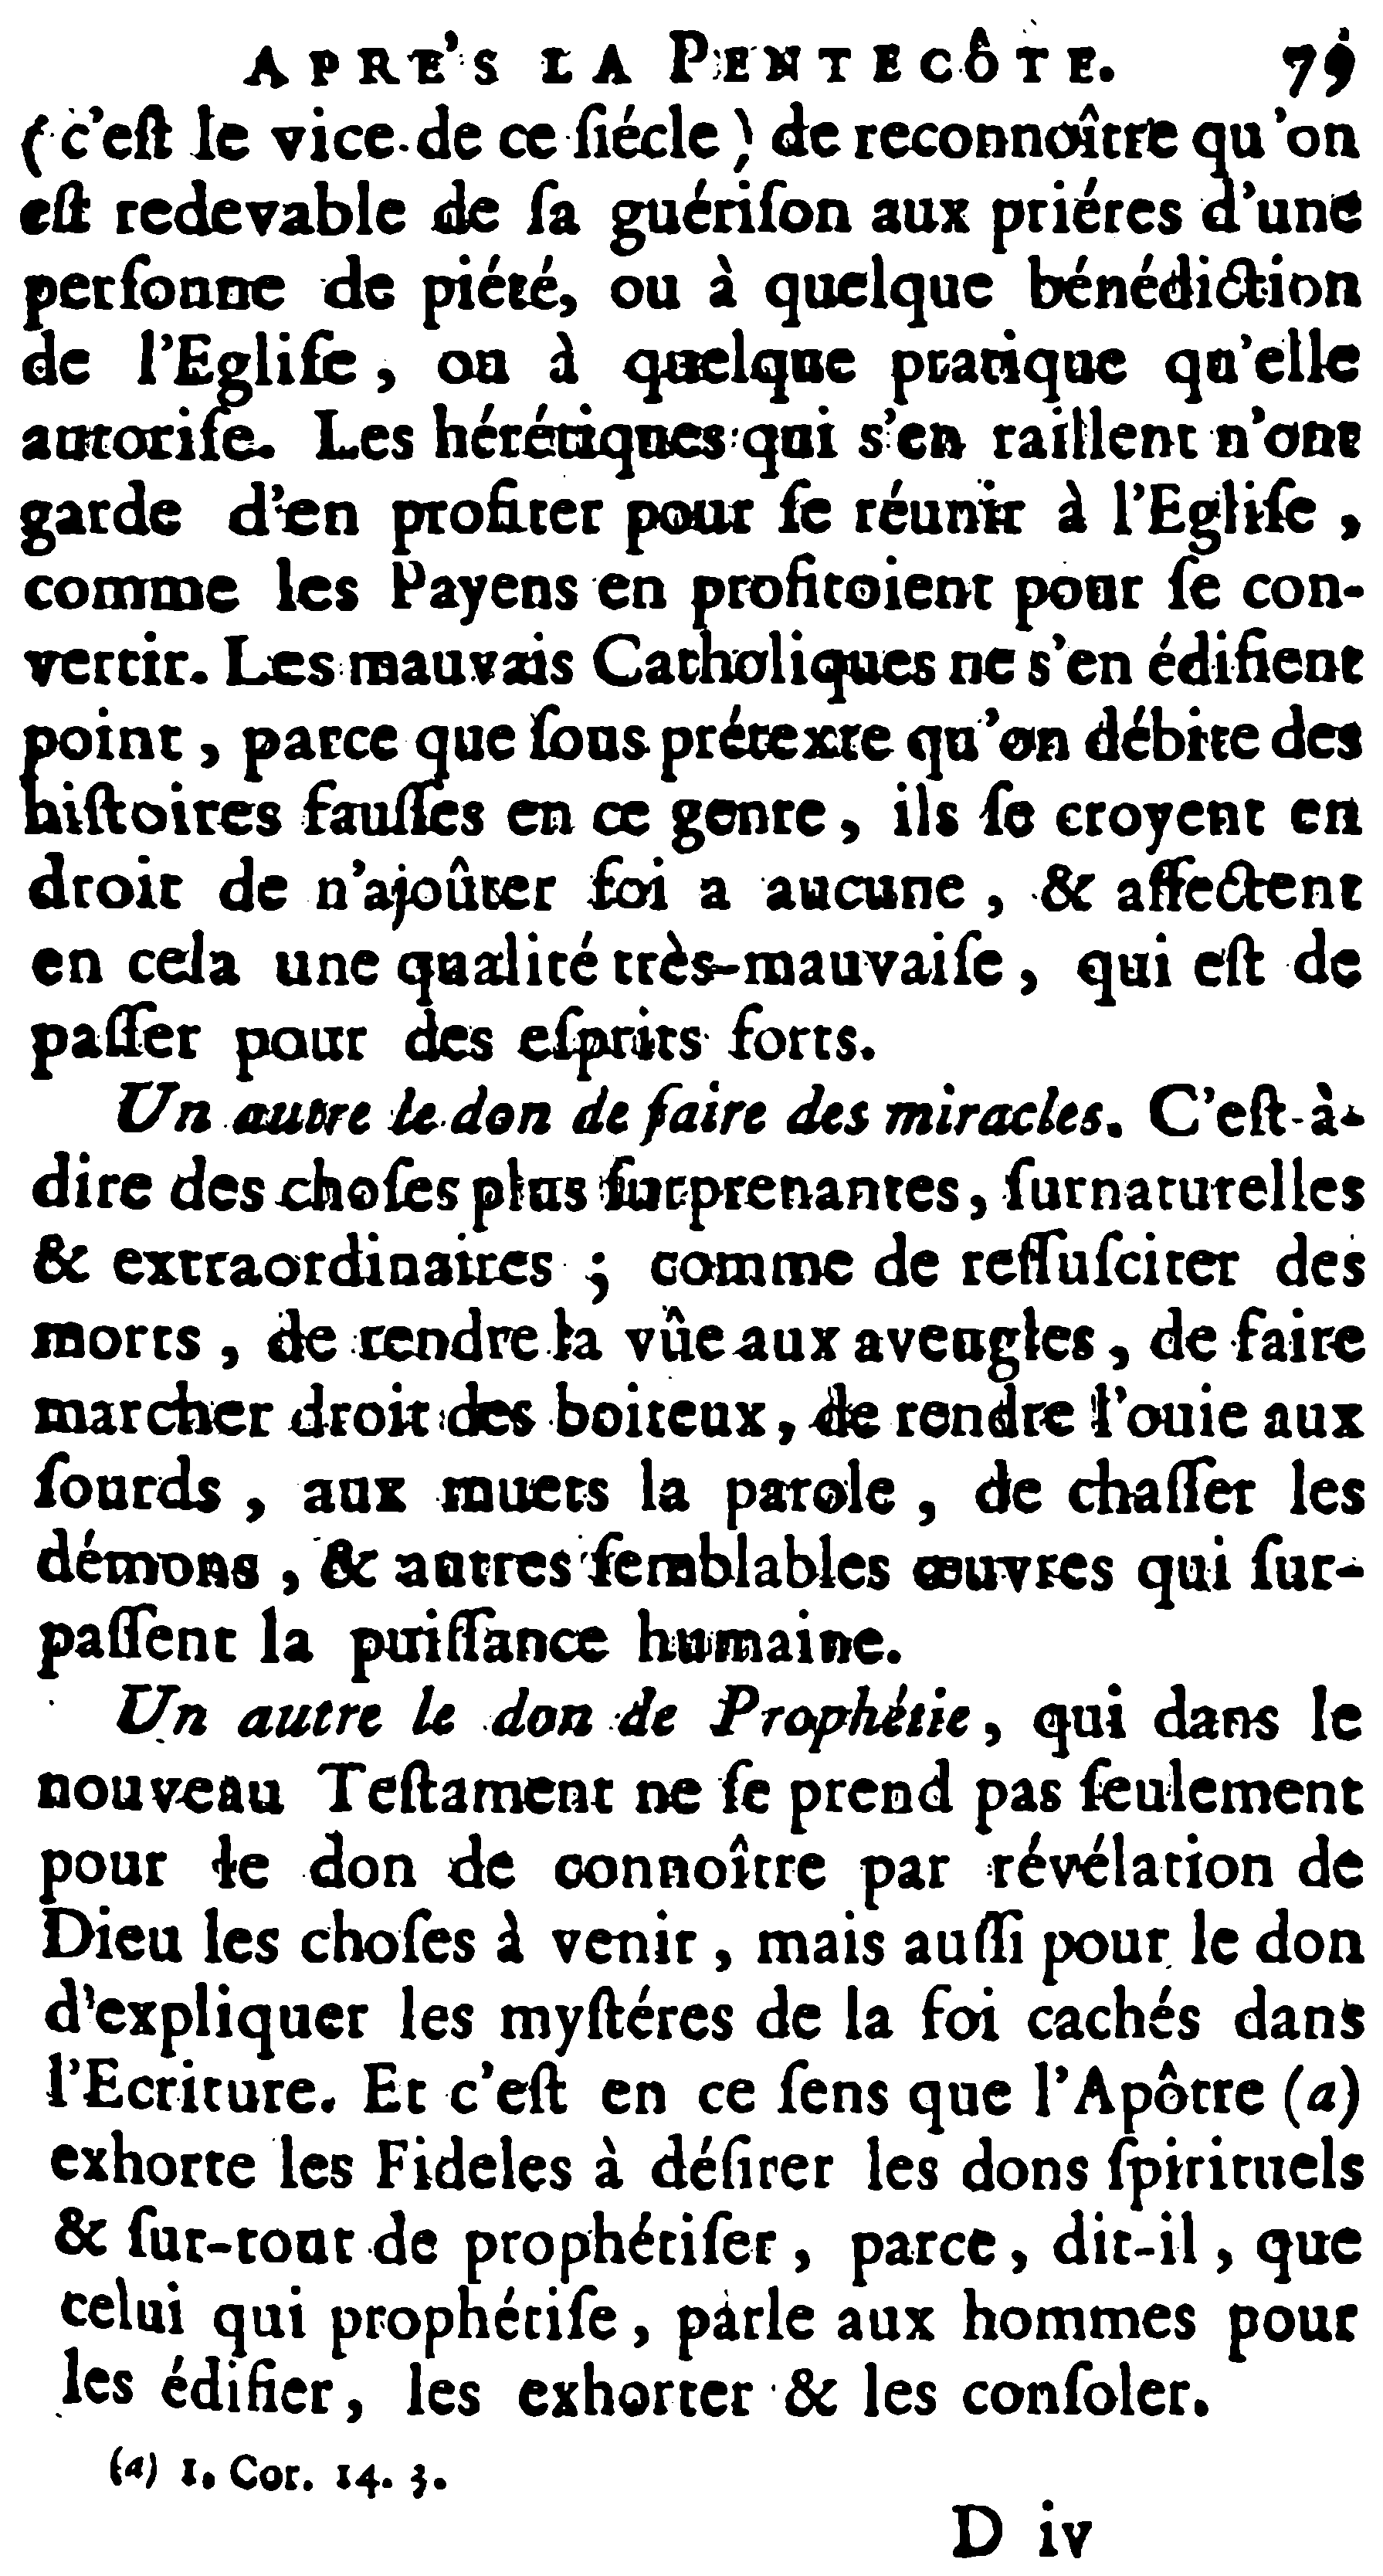 APRE'S LA PENTECÔTE. 79
(c'eſt le vice de ce ſiécle) de reconnoître qu'on
eſt redevable de ſa guériſon aux priéres d'une
perſonne de piété, ou à quelque bénédiction
de l'Egliſe, ou à quelque pratique qu'elle
autoriſe. Les hérétiques qui s'en raillent n'ont
garde d'en profiter pour ſe réunir à l'Egliſe,
comme les Payens en profitoient pour ſe con-
vertir. Les mauvais Catholiques ne s'en édifient
point, parce que ſous prétexte qu'on débite des
hiſtoires fauſſes en ce genre, ils ſe croyent en
droit de n'ajoûter foi a aucune, & affectent
en cela une qualité très-mauvaiſe, qui eſt de
paſſer pour des eſprits forts.
Un autre le don de faire des miracles. C'eſt-à-
dire des choſes plus ſurprenantes, ſurnaturelles
& extraordinaires; comme de reſſuſciter des
morts, de rendre la vûe aux aveugles, de faire
marcher droit des boiteux, de rendre l'ouie aux
ſourds, aux muets la parole, de chaſſer les
démons, & autres ſemblables œuvres qui ſur-
paſſent la puiſſance humaine.
Un autre le don de Prophétie, qui dans le
nouveau Teſtament ne ſe prend pas ſeulement
pour le don de connoître par révélation de
Dieu les choſes à venir, mais auſſi pour le don
d'expliquer les myſtéres de la foi cachés dans
l'Ecriture. Et c'eſt en ce ſens que l'Apôtre (a)
exhorte les Fideles à déſirer les dons ſpirituels
& ſur-tout de prophétiſer, parce, dit-il, que
celui qui prophétiſe, parle aux hommes pour
les édifier, les exhorter & les conſoler.
(a) 1. Cor. 14. 3.
D iv